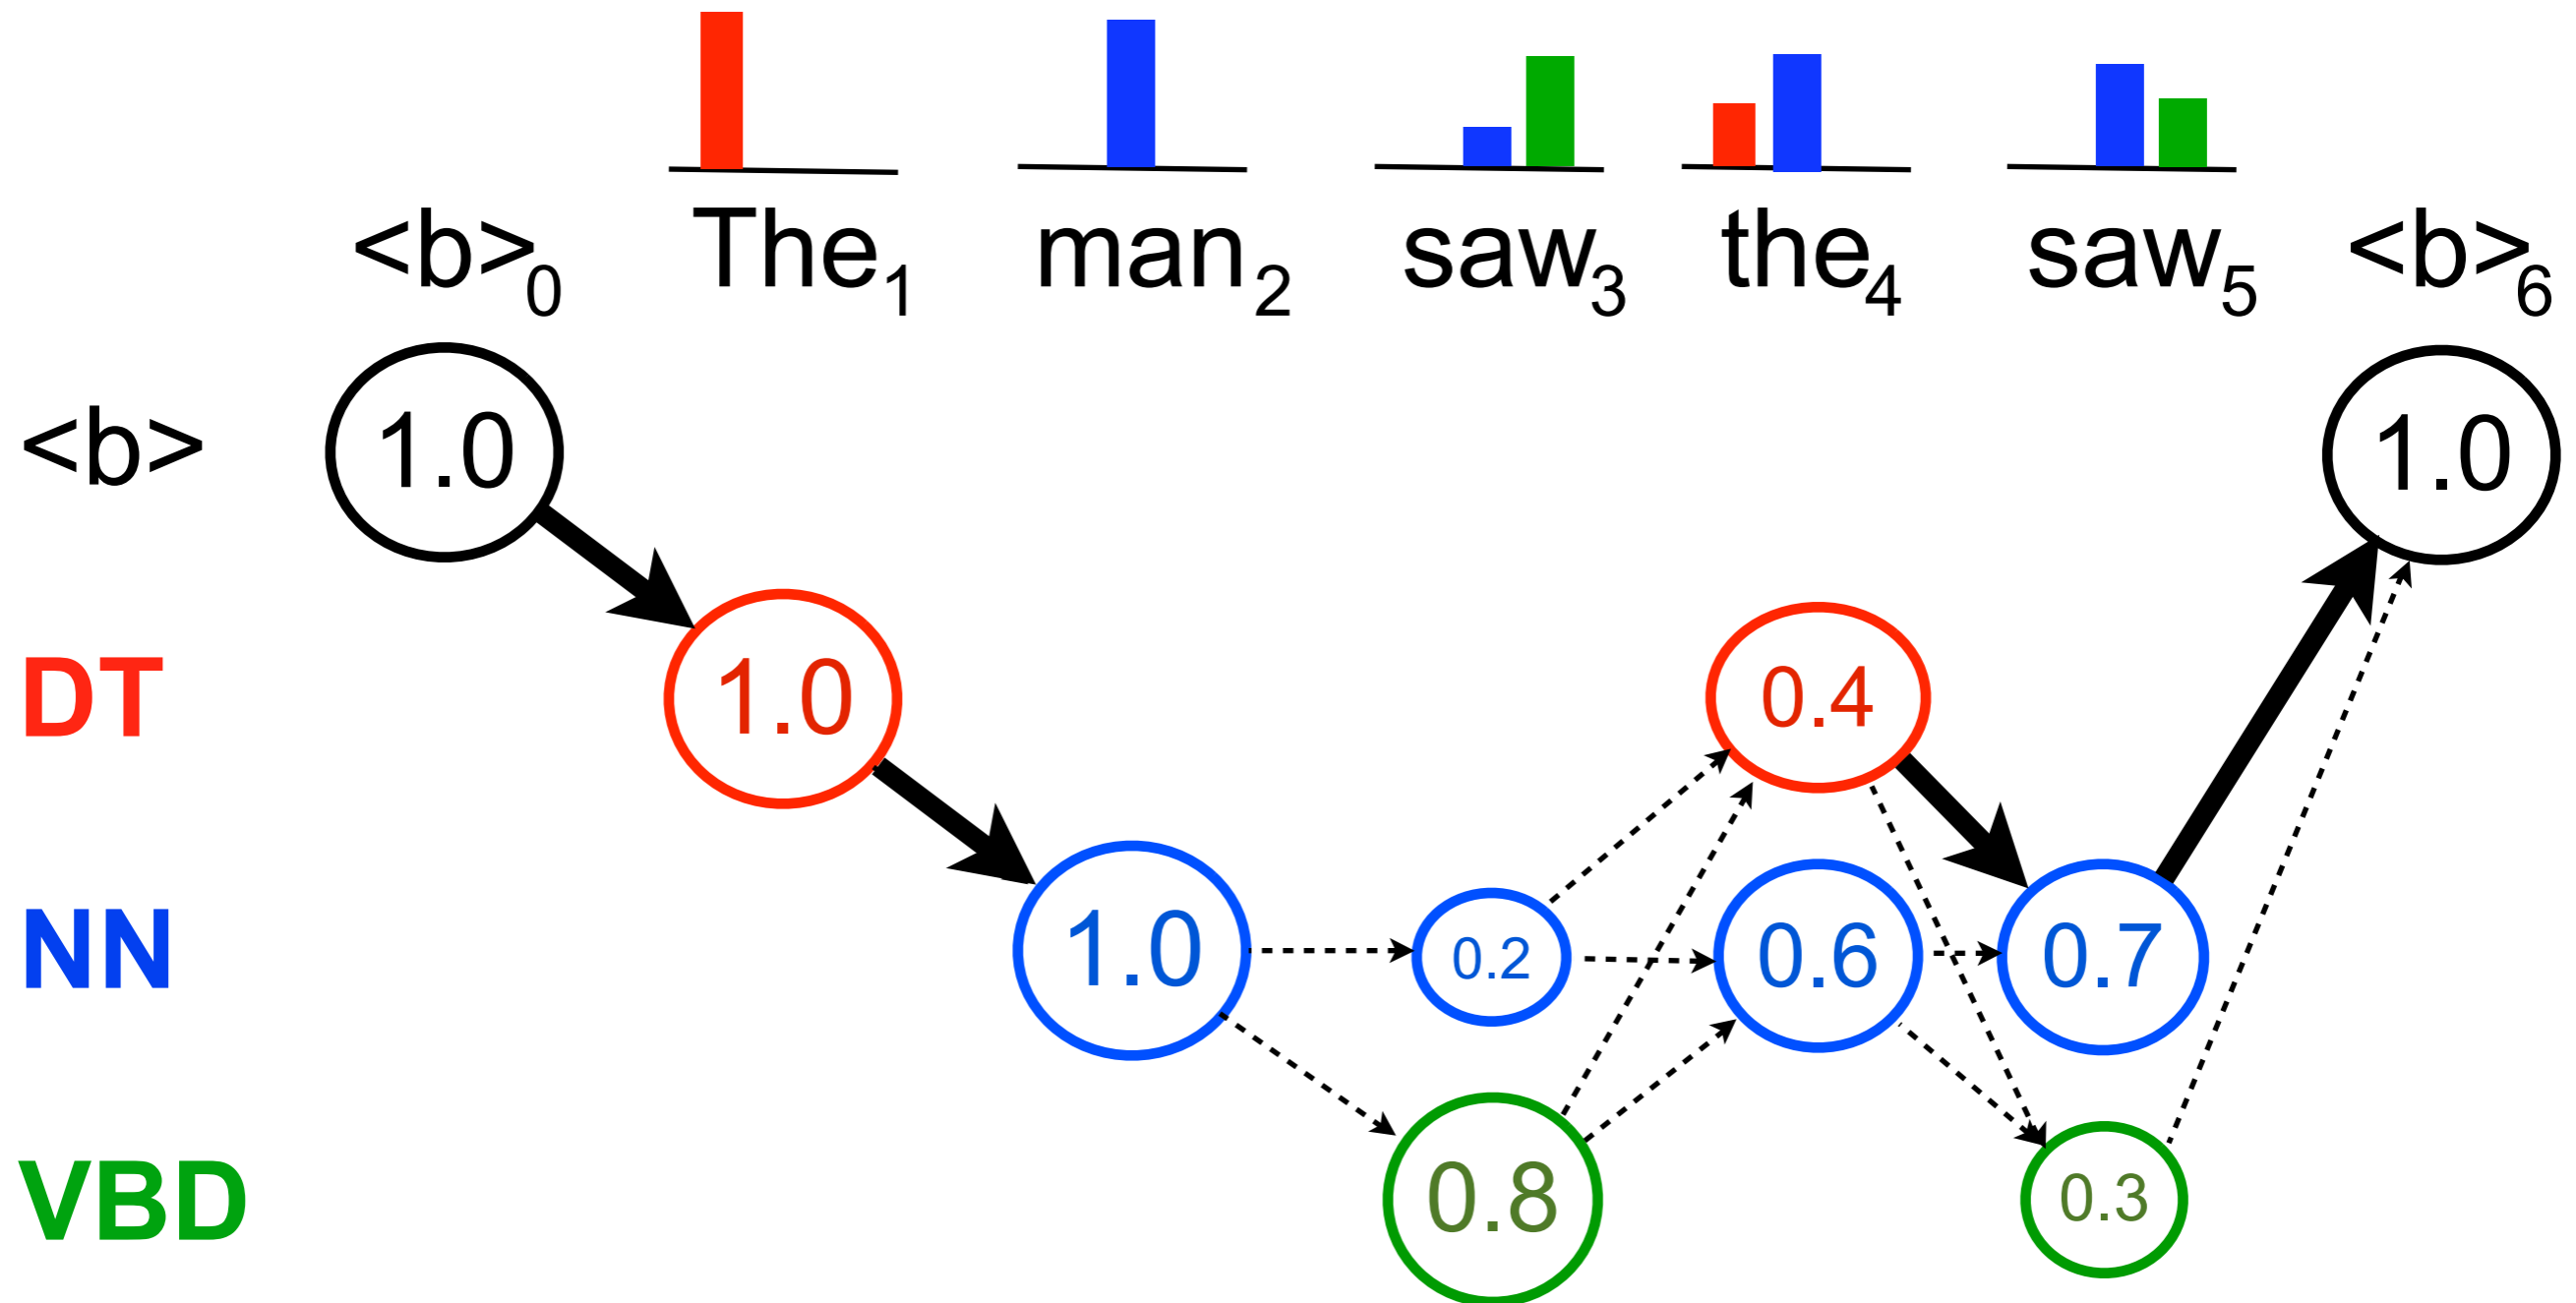 <b>0 The1 man2 saw3 the4 saw5 <b>6
<b> 1.0 1.0
DT 1.0 0.4
NN 1.0 0.2 0.6 0.7
VBD 0.8 0.3